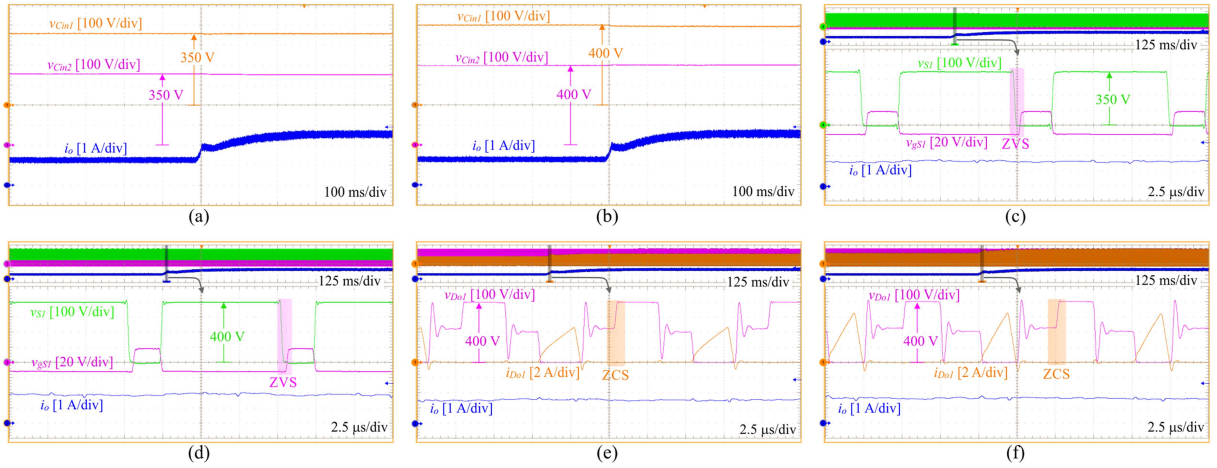 vCin1 [100 V/div]
350 V
vCin2 [100 V/div]
350 V
io [1 A/div]
100 ms/div
(a)
vCin1 [100 V/div]
400 V
vCin2 [100 V/div]
400 V
io [1 A/div]
100 ms/div
(b)
125 ms/div
vS1 [100 V/div]
350 V
ZVS
vgS1 [20 V/div]
io [1 A/div]
2.5 μs/div
(c)
125 ms/div
vS1 [100 V/div]
400 V
vgS1 [20 V/div]
ZVS
io [1 A/div]
2.5 μs/div
(d)
125 ms/div
vDo1 [100 V/div]
400 V
iDo1 [2 A/div]
ZCS
io [1 A/div]
2.5 μs/div
(e)
125 ms/div
vDo1 [100 V/div]
400 V
iDo1 [2 A/div]
ZCS
io [1 A/div]
2.5 μs/div
(f)